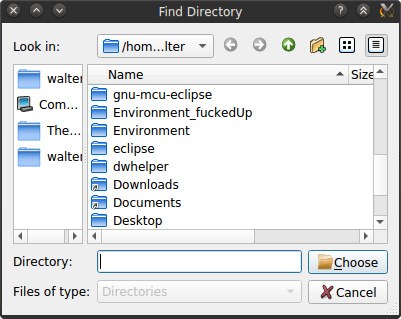 Find Directory
Look in:
/hom...lter
Name
Size
walter
Com...
The...
walter
gnu-mcu-eclipse
Environment_fuckedUp
Environment
eclipse
dwhelper
Downloads
Documents
Desktop
Directory:
Choose
Files of type:
Directories
Cancel